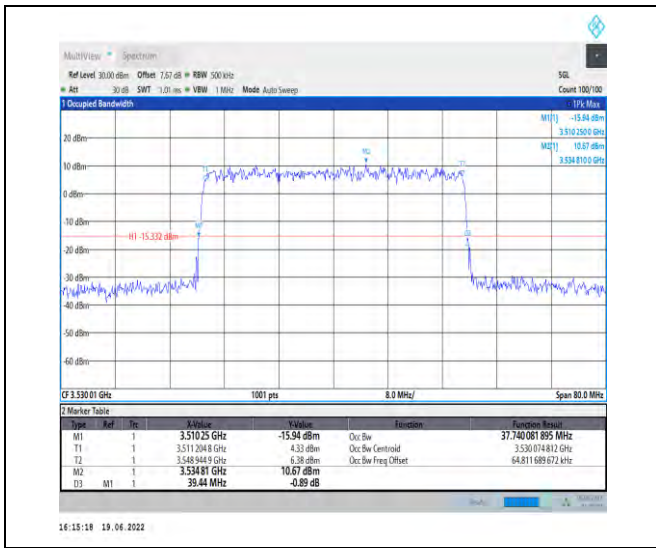 MultiView Spectrum
Ref Level 30.00 dBm Offset 7.67 dB RBW 500 kHz SGL
Att 30 dB SWT 1.01 ms VBW 1 MHz Mode Auto Sweep Count 100/100
1 Occupied Bandwidth 1Pk Max
M1[1] -15.94 dBm
3.510 2500 GHz
M2[1] 10.67 dBm
3.534 8100 GHz
20 dBm
M2
10 dBm
0 dBm
-10 dBm
H1 -15.332 dBm
-20 dBm
-30 dBm
-40 dBm
-50 dBm
-60 dBm
CF 3.530 01 GHz 1001 pts 8.0 MHz/ Span 80.0 MHz
2 Marker Table
Type Ref Trc X-Value Y-Value Function Function Result
M1 1 3.51025 GHz -15.94 dBm Occ Bw 37.740 081 895 MHz
T1 1 3.511 204 8 GHz 4.33 dBm Occ Bw Centroid 3.530 074 812 GHz
T2 1 3.548 944 9 GHz 6.38 dBm Occ Bw Freq Offset 64.811 689 672 kHz
M2 1 3.53481 GHz 10.67 dBm
D3 M1 1 39.44 MHz -0.89 dB
16:15:18 19.06.2022